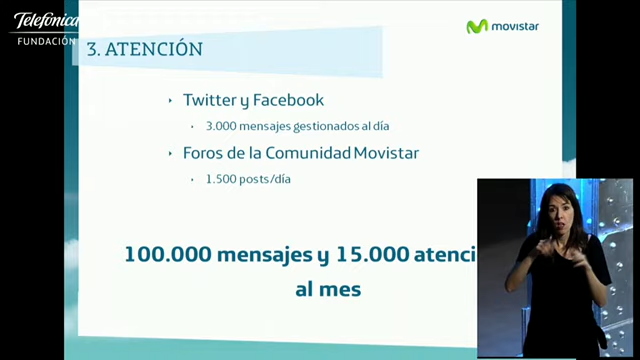 Telefónica
FUNDACIÓN
movistar
3. ATENCIÓN
Twitter y Facebook
3.000 mensajes gestionados al día
Foros de la Comunidad Movistar
1.500 posts/día
100.000 mensajes y 15.000 atenci
al mes